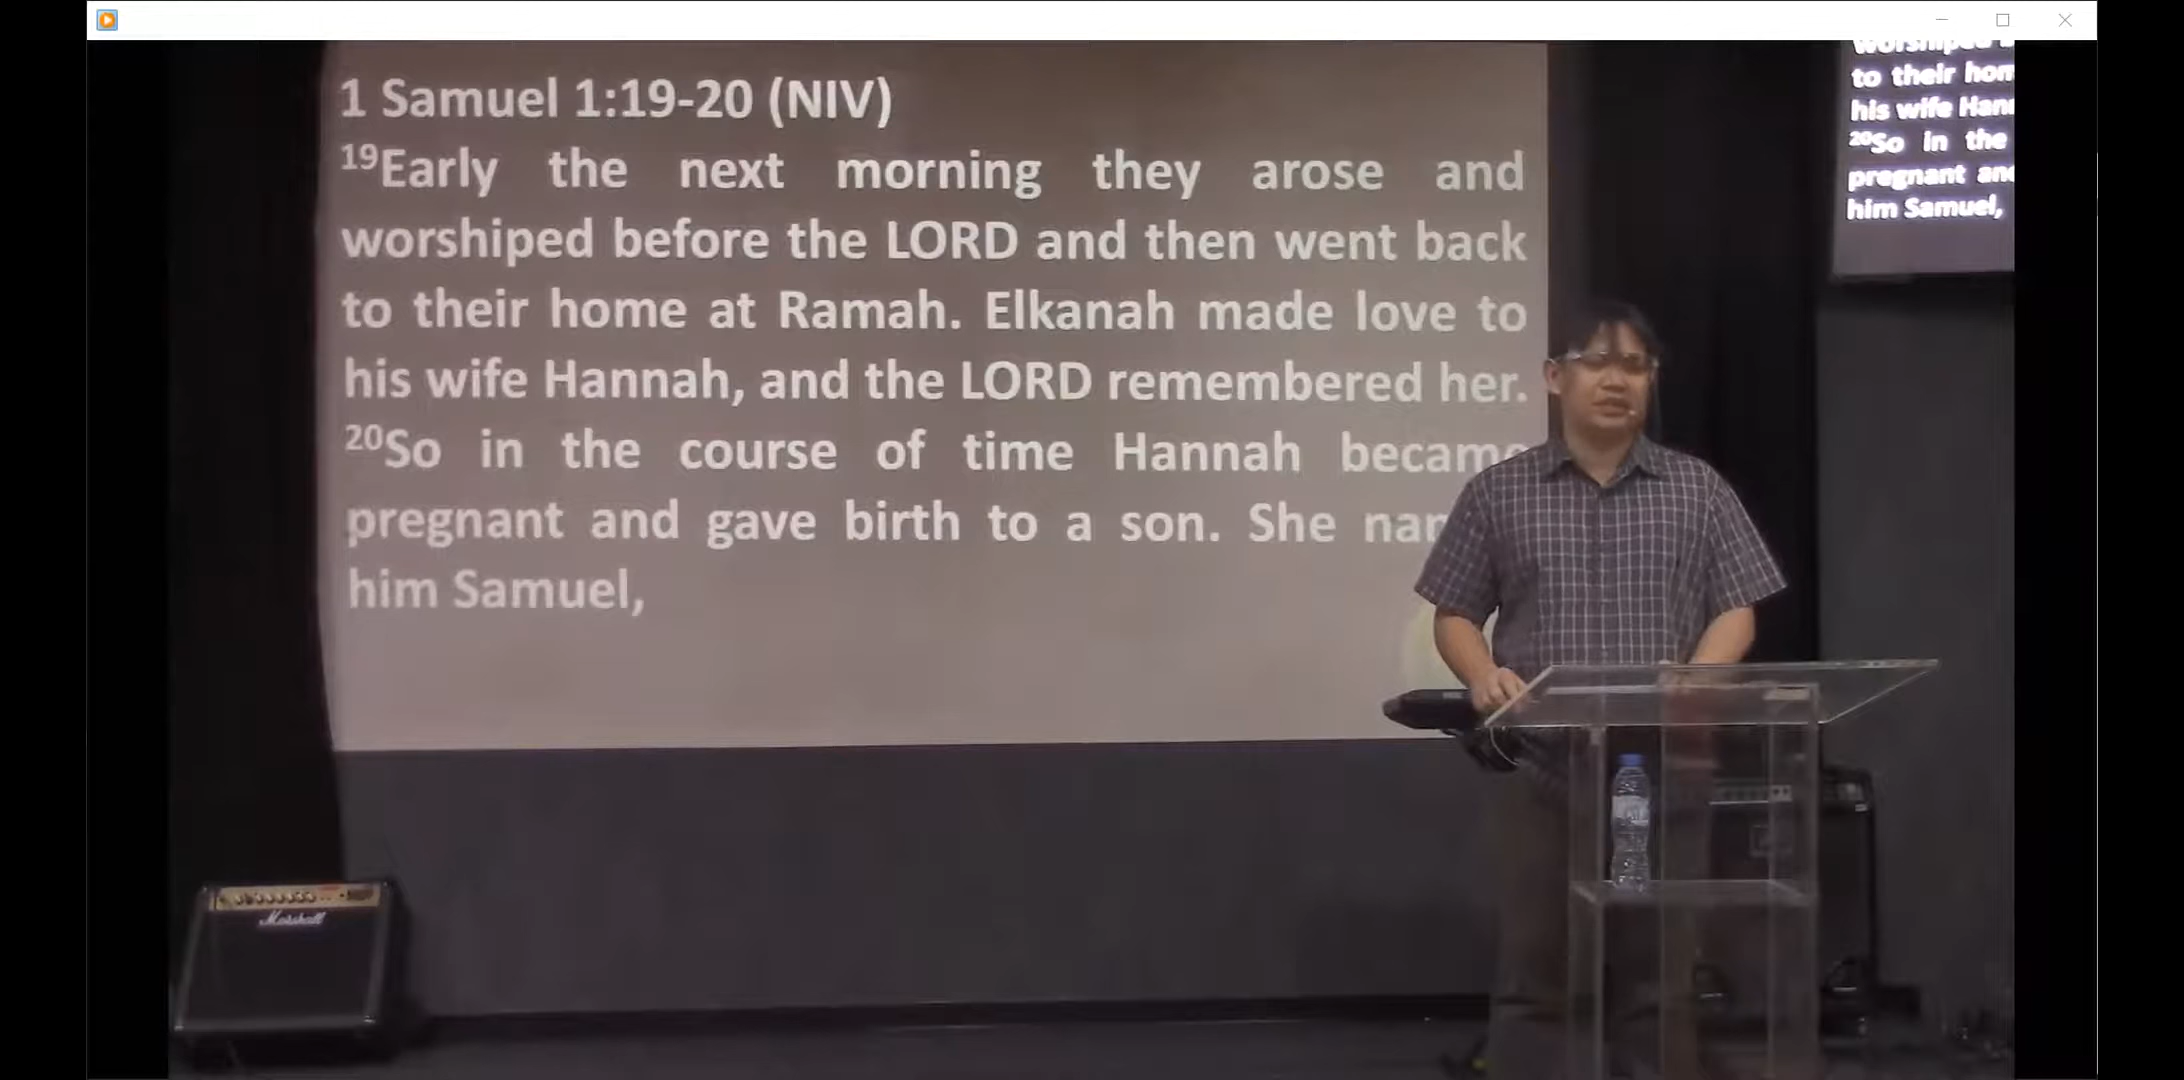 1 Samuel 1:19-20 (NIV)
19Early the next morning they arose and
worshiped before the LORD and then went back
to their home at Ramah. Elkanah made love to
his wife Hannah, and the LORD remembered her.
20So in the course of time Hannah became
pregnant and gave birth to a son. She
him Samuel,
to their
his wife
20So in the
pregnant
him Samuel,
Marshall